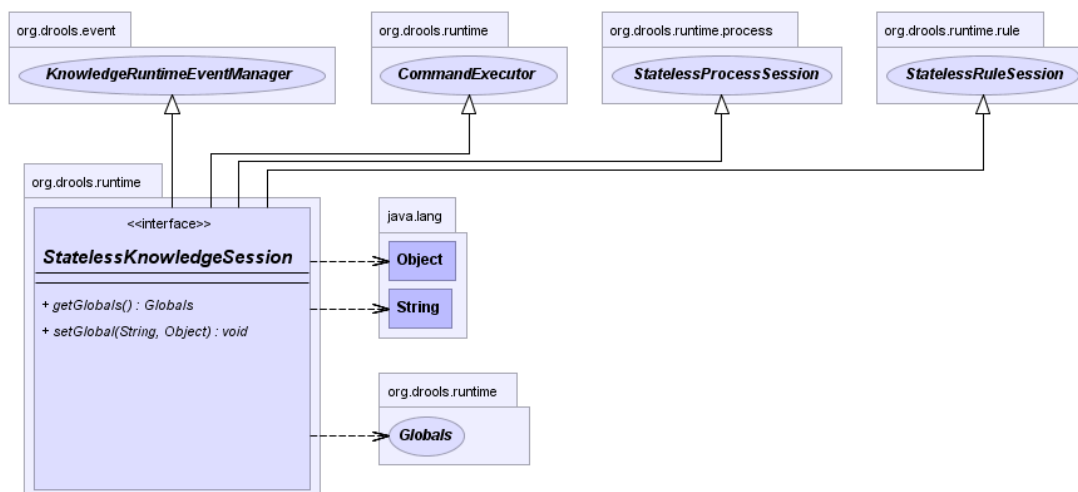 org.drools.event
KnowledgeRuntimeEventManager
org.drools.runtime
CommandExecutor
org.drools.runtime.process
StatelessProcessSession
org.drools.runtime.rule
StatelessRuleSession
org.drools.runtime
<<interface>>
StatelessKnowledgeSession
+ getGlobals() : Globals
+ setGlobal(String, Object) : void
java.lang
Object
String
org.drools.runtime
Globals